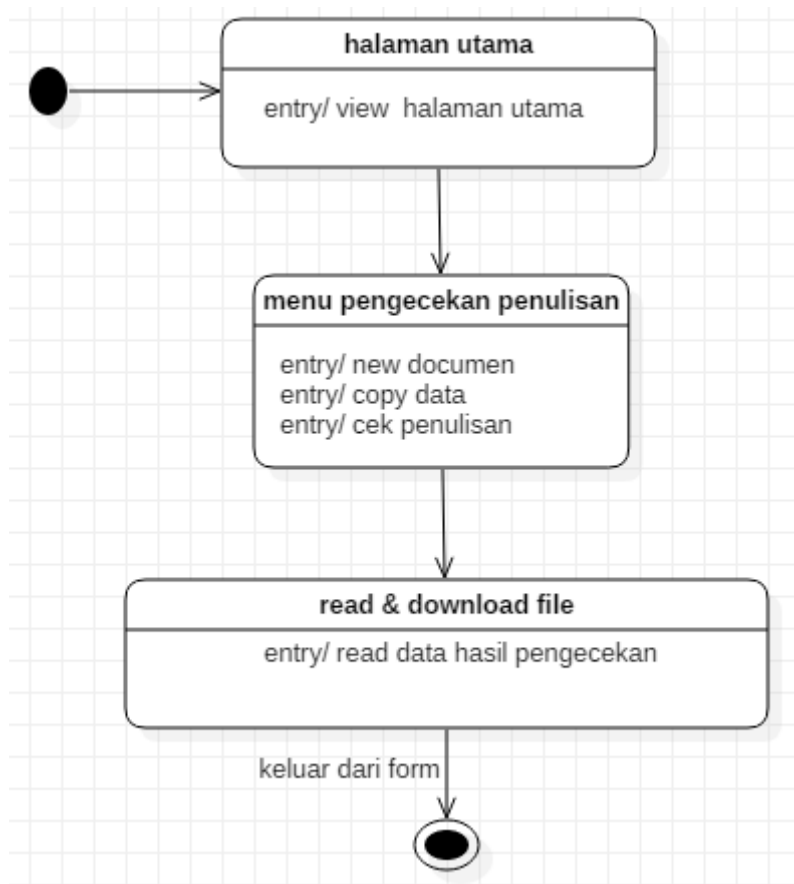 halaman utama
entry/ view  halaman utama
menu pengecekan penulisan
entry/ new documen
entry/ copy data
entry/ cek penulisan
read & download file
entry/ read data hasil pengecekan
keluar dari form